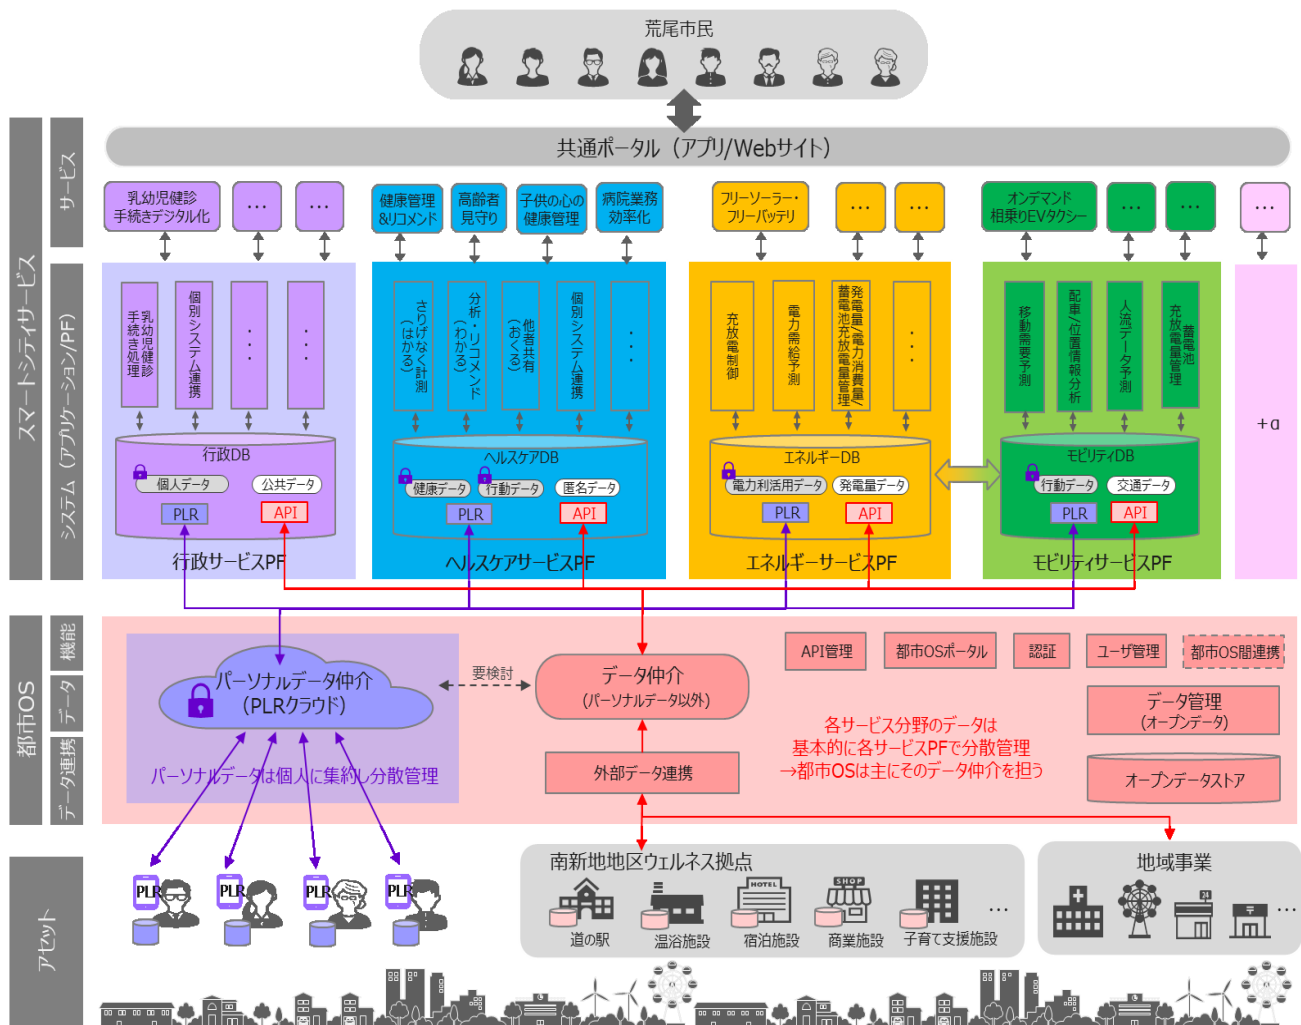 荒尾市民
共通ポータル（アプリ/Webサイト）
スマートシティサービス
サービス
乳幼児健診
手続きデジタル化
…
…
健康管理
&リコメンド
高齢者
見守り
子供の心の
健康管理
病院業務
効率化
フリーソーラー・
フリーバッテリ
…
…
オンデマンド
相乗りEVタクシー
…
…
…
システム（アプリケーション/PF）
乳幼児健診
手続き処理
個別システム連携
・・・
・・・
さりげなく計測
（はかる）
分析・リコメンド
（わかる）
他者共有
（おくる）
個別システム連携
・・・
充放電制御
電力需給予測
発電量/電力消費量/
蓄電池充放電量管理
・・・
移動需要予測
配車/位置情報分析
人流データ予測
蓄電池
充放電量管理
+α
行政DB
個人データ
公共データ
PLR
API
行政サービスPF
ヘルスケアDB
健康データ
行動データ
匿名データ
PLR
API
ヘルスケアサービスPF
エネルギーDB
電力利活用データ
発電量データ
PLR
API
エネルギーサービスPF
モビリティDB
行動データ
交通データ
PLR
API
モビリティサービスPF
都市OS
機能
データ
データ連携
パーソナルデータ仲介
（PLRクラウド）
パーソナルデータは個人に集約し分散管理
要検討
データ仲介
（パーソナルデータ以外）
外部データ連携
API管理
都市OSポータル
認証
ユーザ管理
都市OS間連携
各サービス分野のデータは
基本的に各サービスPFで分散管理
→都市OSは主にそのデータ仲介を担う
データ管理
（オープンデータ）
オープンデータストア
アセット
PLR
PLR
PLR
PLR
南新地地区ウェルネス拠点
HOTEL
SHOP
道の駅
温浴施設
宿泊施設
商業施設
子育て支援施設
…
地域事業
24
〒
…